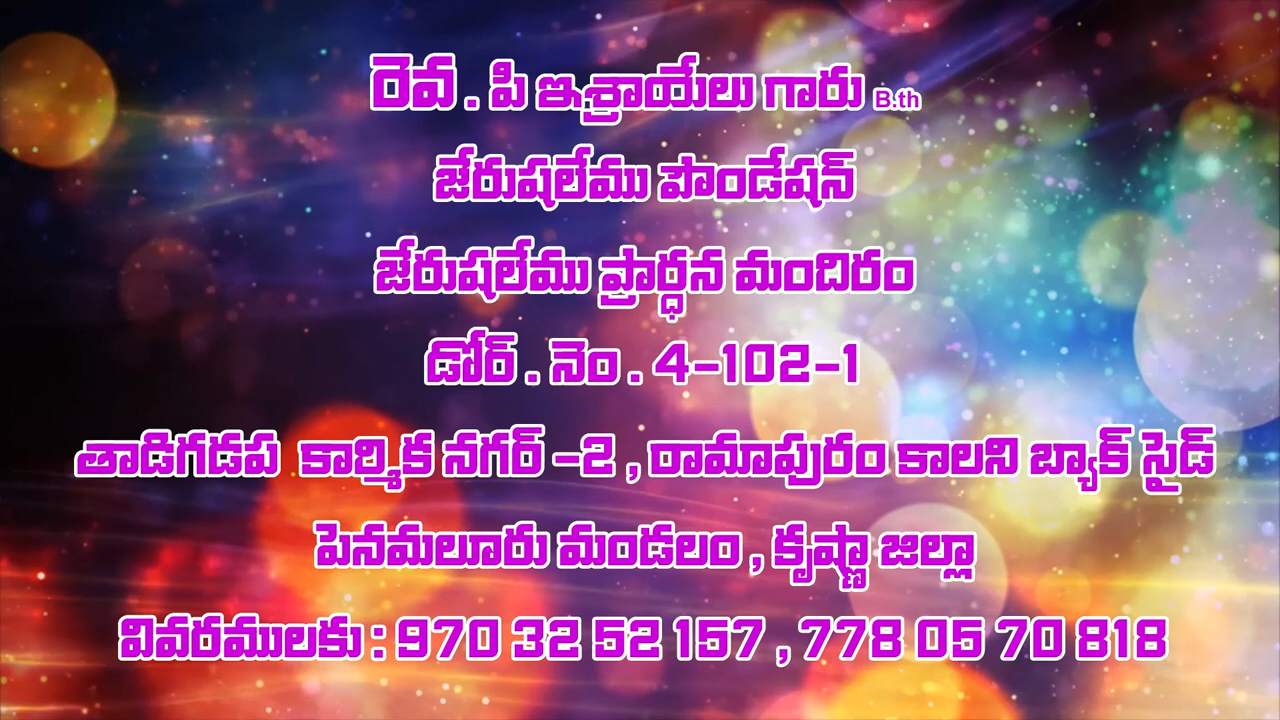 రెవ . పి ఇశ్రాయేలు గారు B.th
జేరుషలేము ఫౌండేషన్
జేరుషలేము ప్రార్ధన మందిరం
డోర్ . నెం . 4-102-1
తాడిగడప కార్మిక నగర్ -2 , రామాపురం కాలని బ్యాక్ సైడ్
పెనమలూరు మండలం , కృష్ణా జిల్లా
వివరములకు : 970 32 52 157 , 778 05 70 818